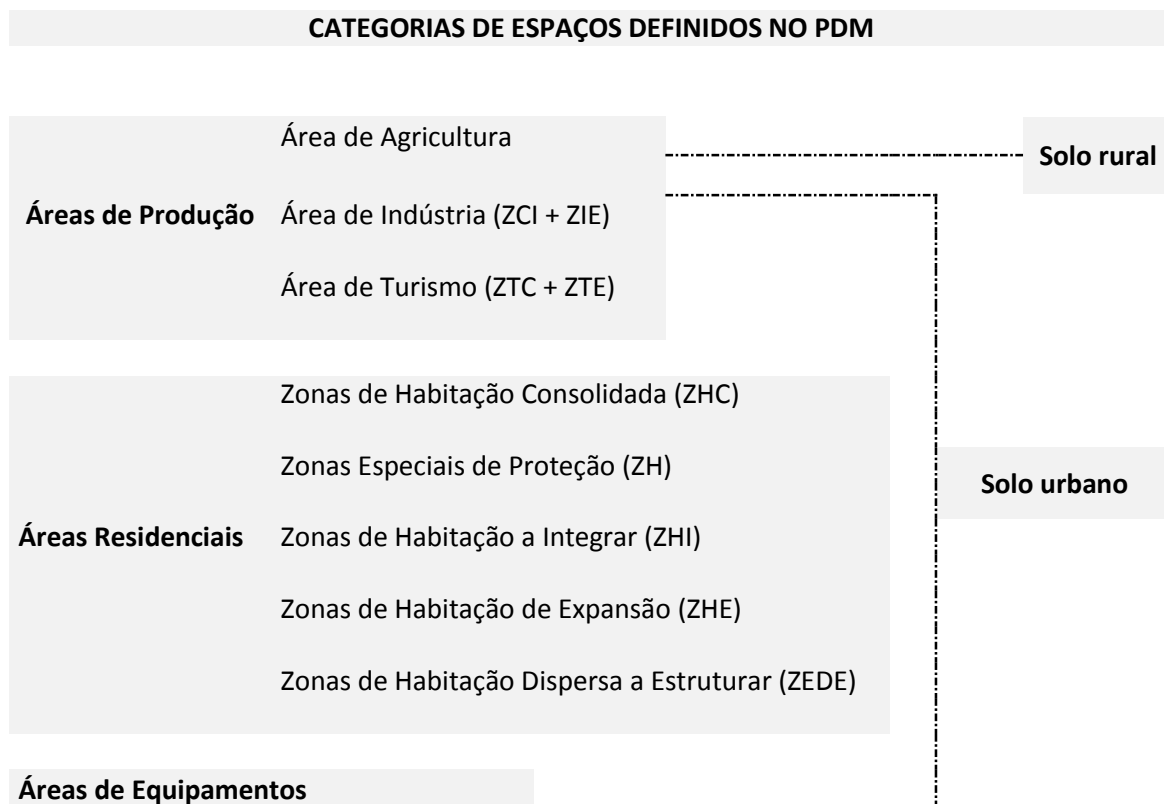 CATEGORIAS DE ESPAÇOS DEFINIDOS NO PDM
Área de Agricultura
Solo rural
Áreas de Produção
Área de Indústria (ZCI + ZIE)
Área de Turismo (ZTC + ZTE)
Zonas de Habitação Consolidada (ZHC)
Zonas Especiais de Proteção (ZH)
Solo urbano
Áreas Residenciais
Zonas de Habitação a Integrar (ZHI)
Zonas de Habitação de Expansão (ZHE)
Zonas de Habitação Dispersa a Estruturar (ZEDE)
Áreas de Equipamentos